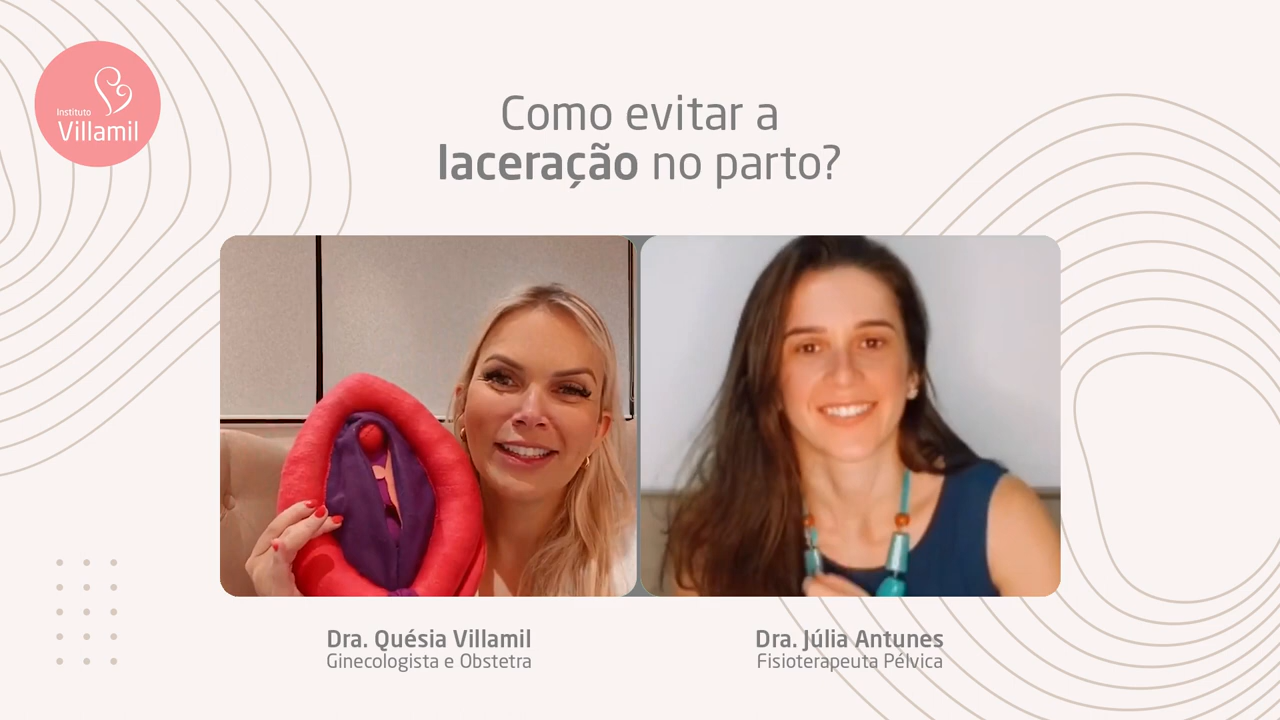 Instituto
Villamil
Como evitar a
laceração no parto?
Dra. Quésia Villamil
Ginecologista e Obstetra
Dra. Júlia Antunes
Fisioterapeuta Pélvica